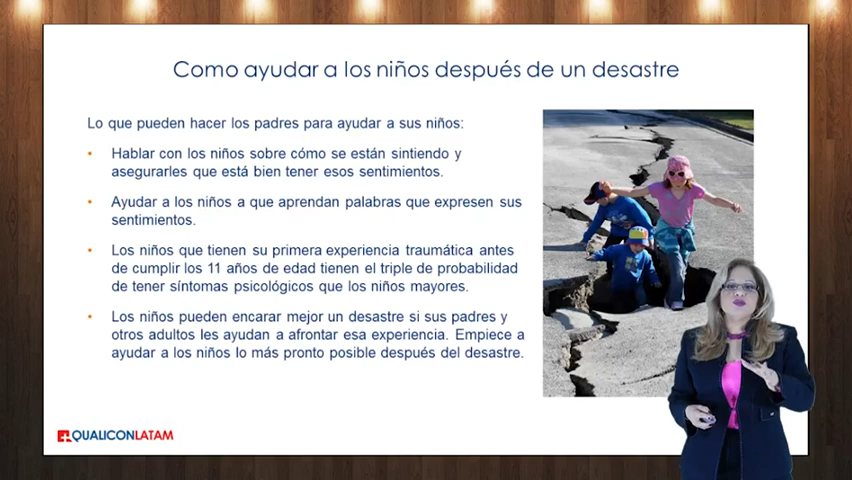 Como ayudar a los niños después de un desastre
Lo que pueden hacer los padres para ayudar a sus niños:
• Hablar con los niños sobre cómo se están sintiendo y
asegurarles que está bien tener esos sentimientos.
• Ayudar a los niños a que aprendan palabras que expresen sus
sentimientos.
• Los niños que tienen su primera experiencia traumática antes
de cumplir los 11 años de edad tienen el triple de probabilidad
de tener síntomas psicológicos que los niños mayores.
• Los niños pueden encarar mejor un desastre si sus padres y
otros adultos les ayudan a afrontar esa experiencia. Empiece a
ayudar a los niños lo más pronto posible después del desastre.
QUALICONLATAM